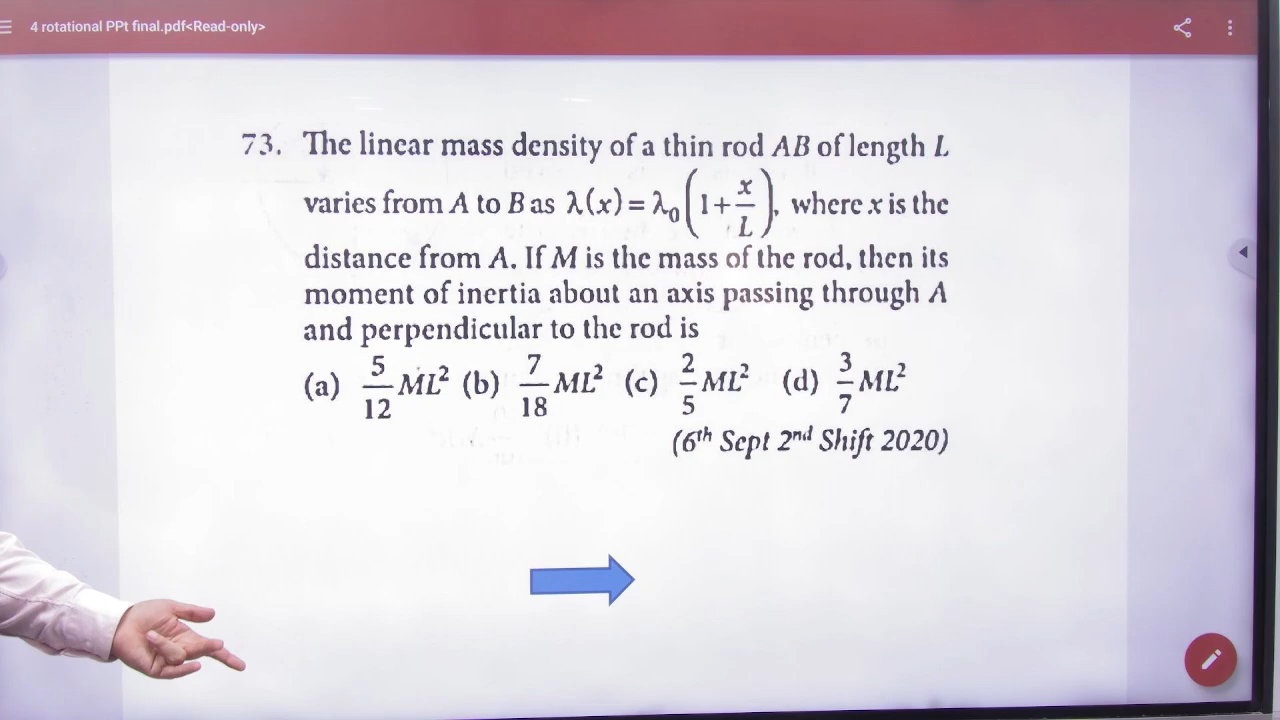 4 rotational PPt final.pdf<Read-only>
73. The linear mass density of a thin rod AB of length L
varies from A to B as λ(x) = λ₀(1 + x/L), where x is the
distance from A. If M is the mass of the rod, then its
moment of inertia about an axis passing through A
and perpendicular to the rod is
(a) 5/12 ML² (b) 7/18 ML² (c) 2/5 ML² (d) 3/7 ML²
(6th Sept 2nd Shift 2020)